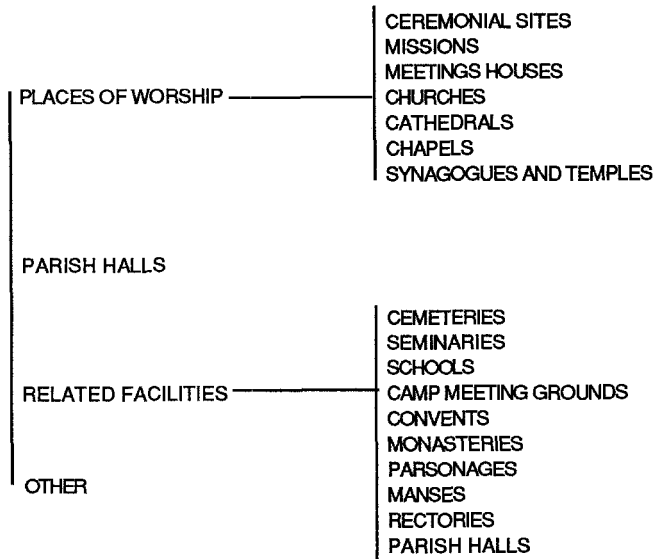 PLACES OF WORSHIP
CEREMONIAL SITES
MISSIONS
MEETINGS HOUSES
CHURCHES
CATHEDRALS
CHAPELS
SYNAGOGUES AND TEMPLES
PARISH HALLS
RELATED FACILITIES
CEMETERIES
SEMINARIES
SCHOOLS
CAMP MEETING GROUNDS
CONVENTS
MONASTERIES
PARSONAGES
MANSES
RECTORIES
PARISH HALLS
OTHER